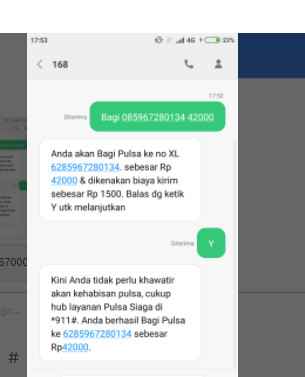 17:53
4G
23%
168
17:52
Diterima
Bagi 085967280134 42000
Anda akan Bagi Pulsa ke no XL
6285967280134. sebesar Rp
42000 & dikenakan biaya kirim
sebesar Rp 1500. Balas dg ketik
Y utk melanjutkan
Diterima
Y
Kini Anda tidak perlu khawatir
akan kehabisan pulsa, cukup
hub layanan Pulsa Siaga di
*911#. Anda berhasil Bagi Pulsa
ke 6285967280134 sebesar
Rp42000.
57000
#